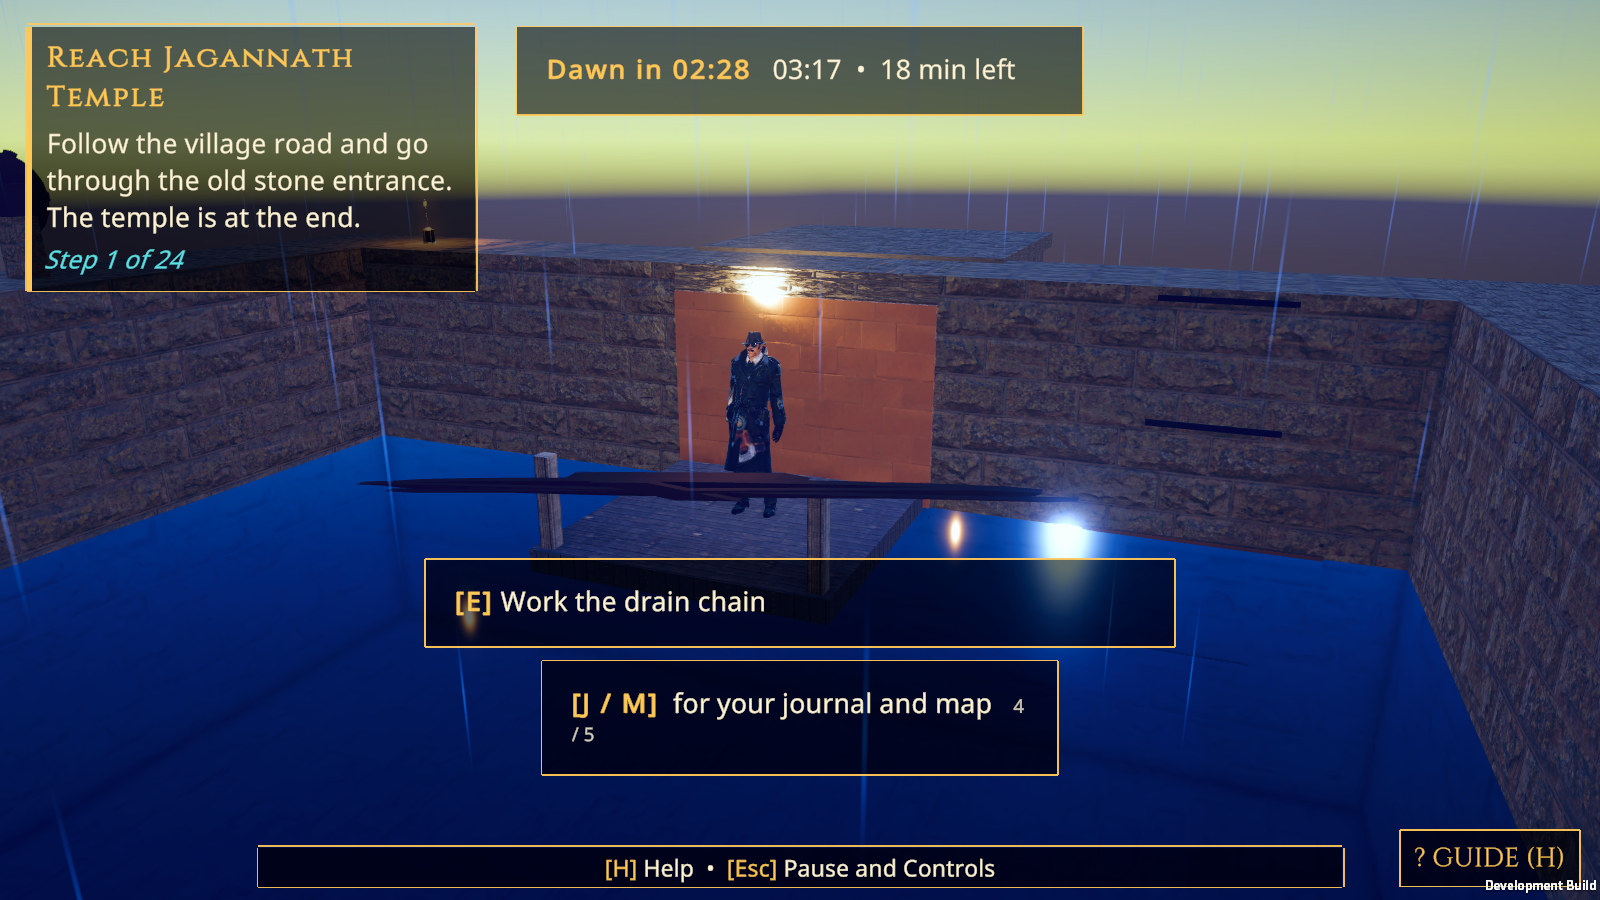 REACH JAGANNATH
TEMPLE
Follow the village road and go
through the old stone entrance.
The temple is at the end.
Step 1 of 24
Dawn in 02:28 03:17 • 18 min left
[E] Work the drain chain
[J / M] for your journal and map 4
/ 5
[H] Help • [Esc] Pause and Controls
? GUIDE (H)
Development Build